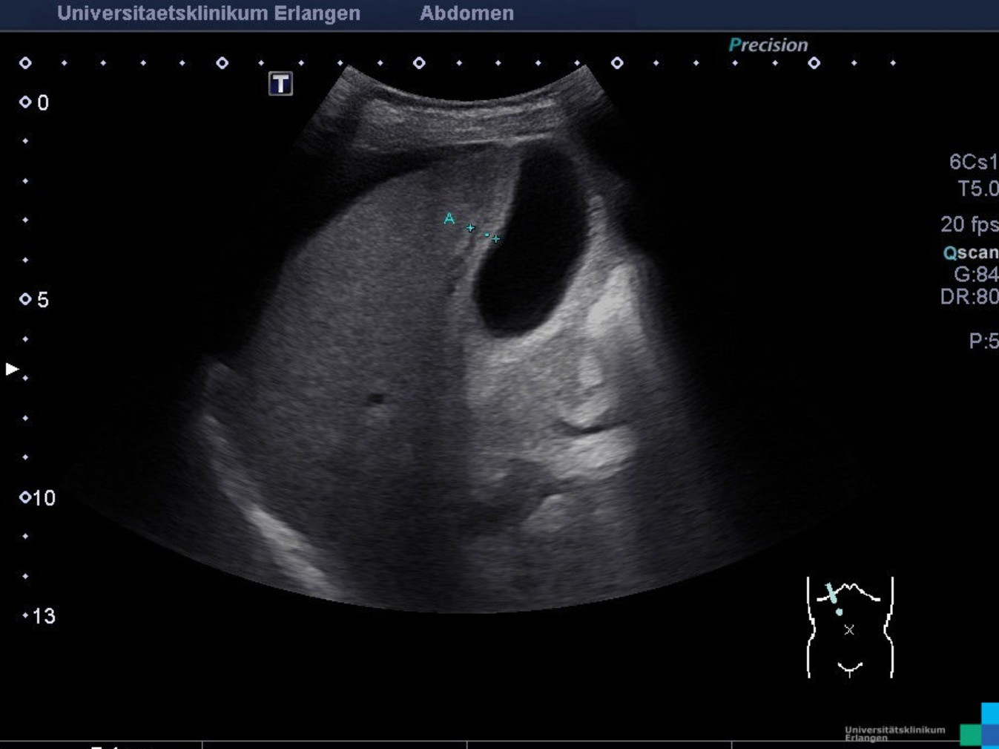 Universitaetsklinikum Erlangen Abdomen
Precision
T
0
6Cs1
T5.0
A
20 fps
Qscan
G:84
DR:80
5
P:5
10
13
Universitätsklinikum
Erlangen